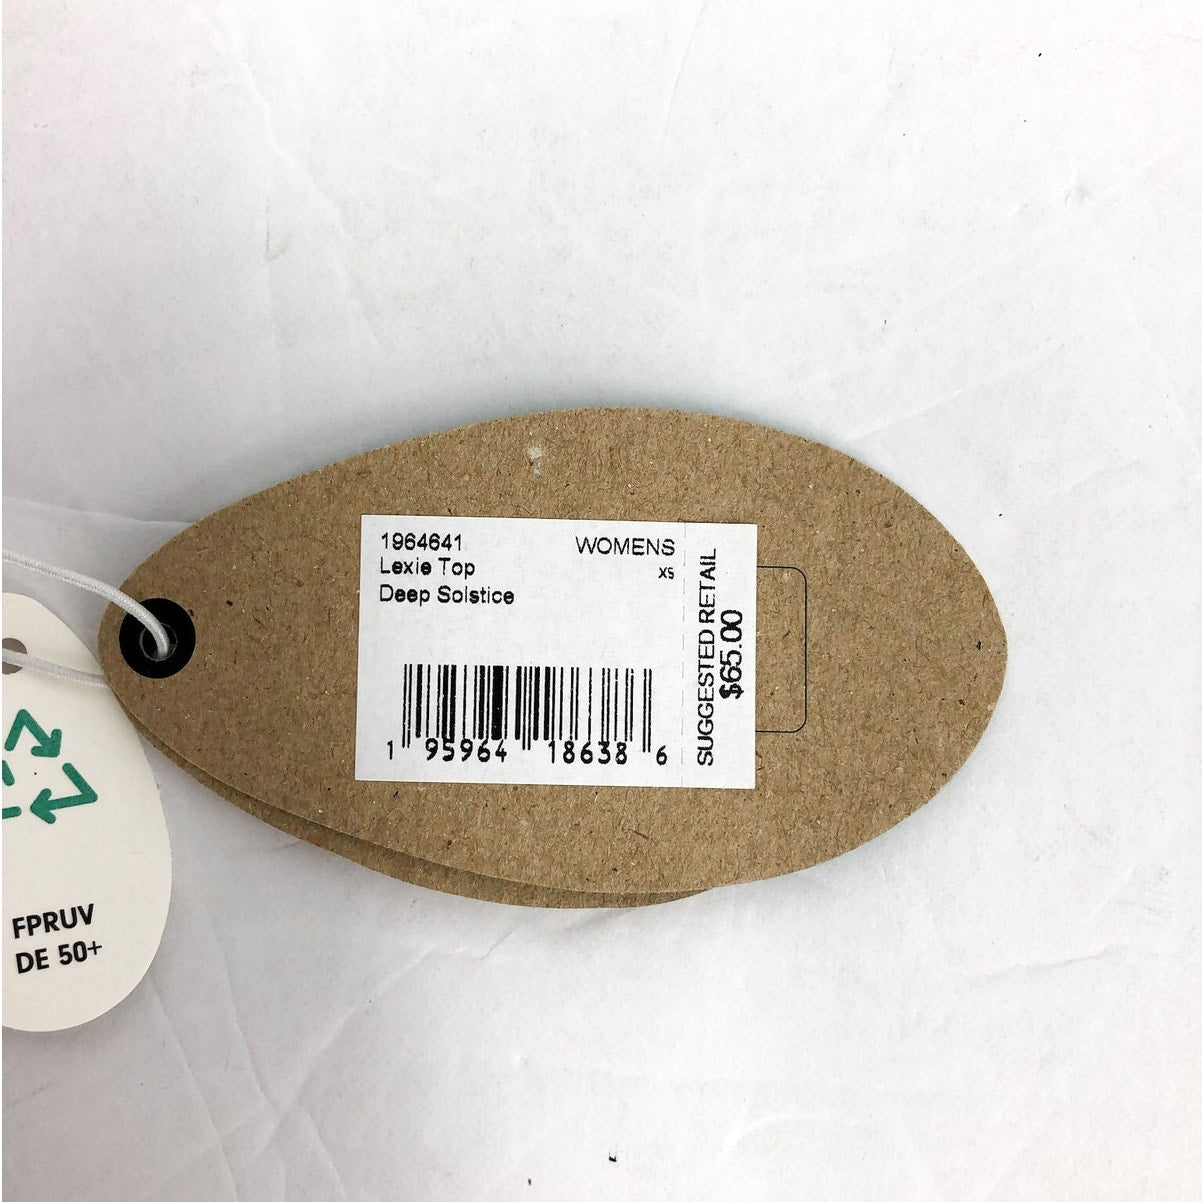 1964641
WOMENS
Lexie Top
XS
Deep Solstice
1 95964 18638 6
SUGGESTED RETAIL
$65.00
FPRUV
DE 50+